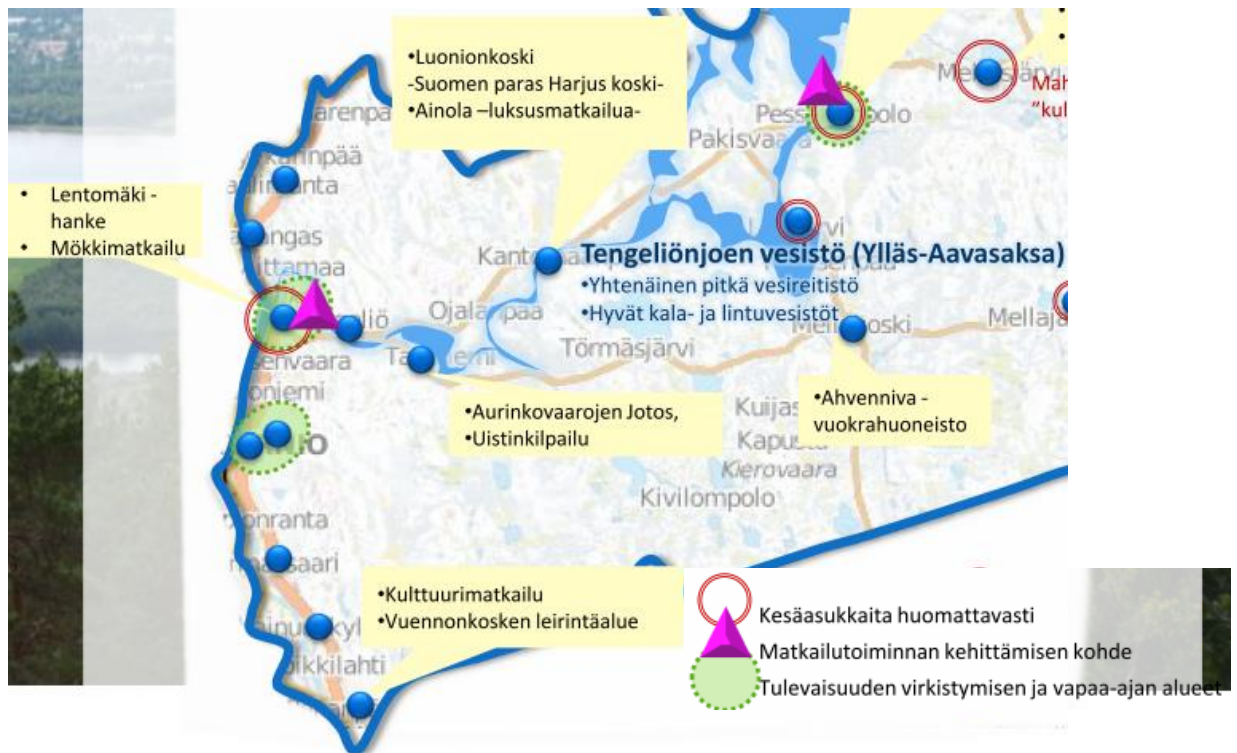 •Luonionkoski
-Suomen paras Harjus koski-
•Ainola –luksusmatkailua-
• Lentomäki -
hanke
• Mökkimatkailu
Pakisvaara
Tengeliönjoen vesistö (Ylläs-Aavasaksa)
•Yhtenäinen pitkä vesireitistö
•Hyvät kala- ja lintuvesistöt
Törmäsjärvi
•Aurinkovaarojen Jotos,
•Uistinkilpailu
•Ahvenniva -
vuokrahuoneisto
Kierovaara
Kivilompolo
•Kulttuurimatkailu
•Vuennonkosken leirintäalue
Kesäasukkaita huomattavasti
Matkailutoiminnan kehittämisen kohde
Tulevaisuuden virkistymisen ja vapaa-ajan alueet